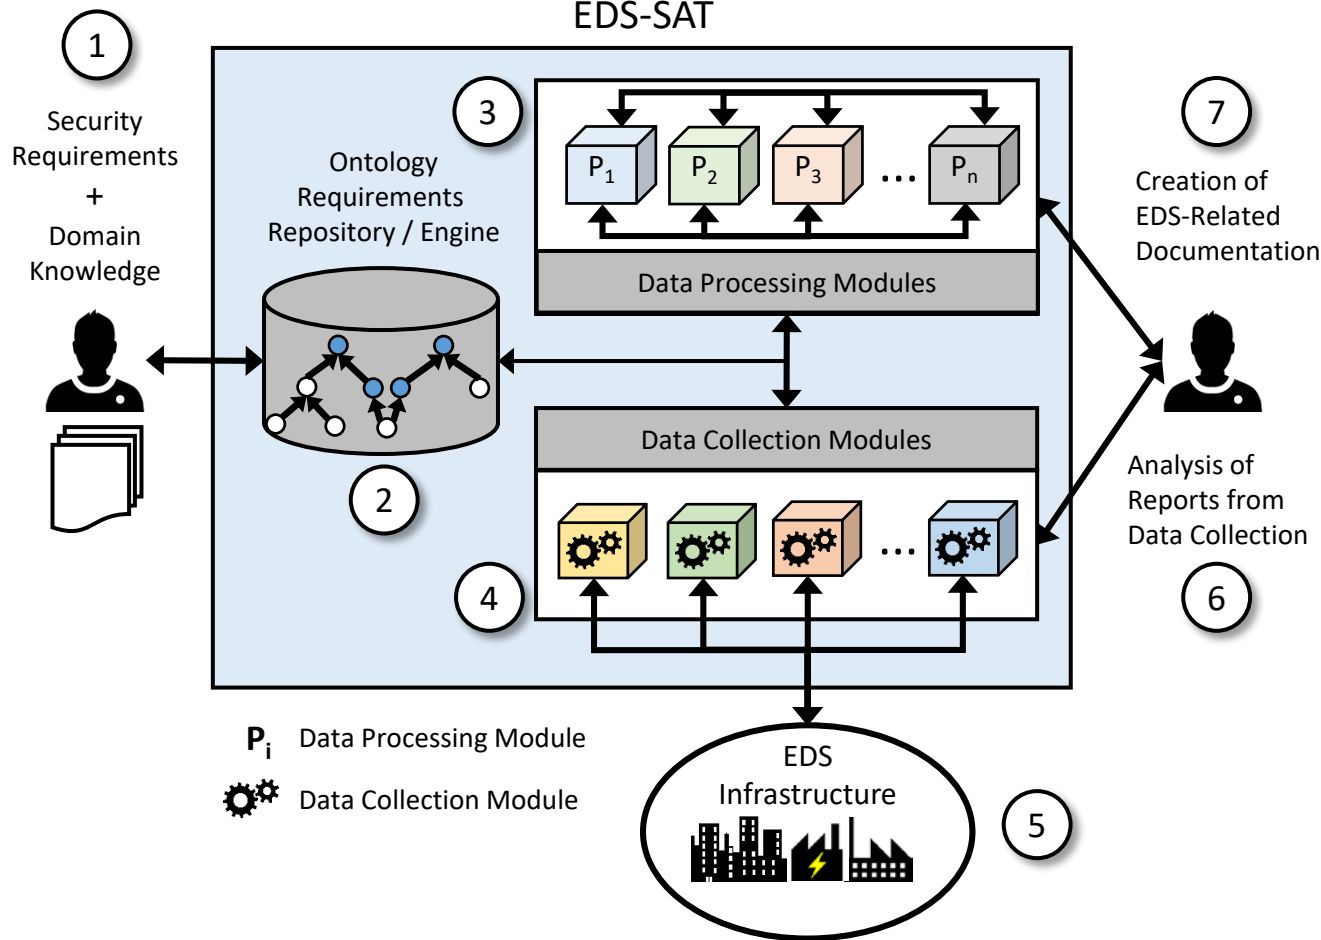 EDS-SAT
1
Security
Requirements
+
Domain
Knowledge
Ontology
Requirements
Repository / Engine
2
3
P1
P2
P3
...
Pn
Data Processing Modules
Data Collection Modules
...
4
7
Creation of
EDS-Related
Documentation
Analysis of
Reports from
Data Collection
6
Pi Data Processing Module
Data Collection Module
EDS
Infrastructure
5